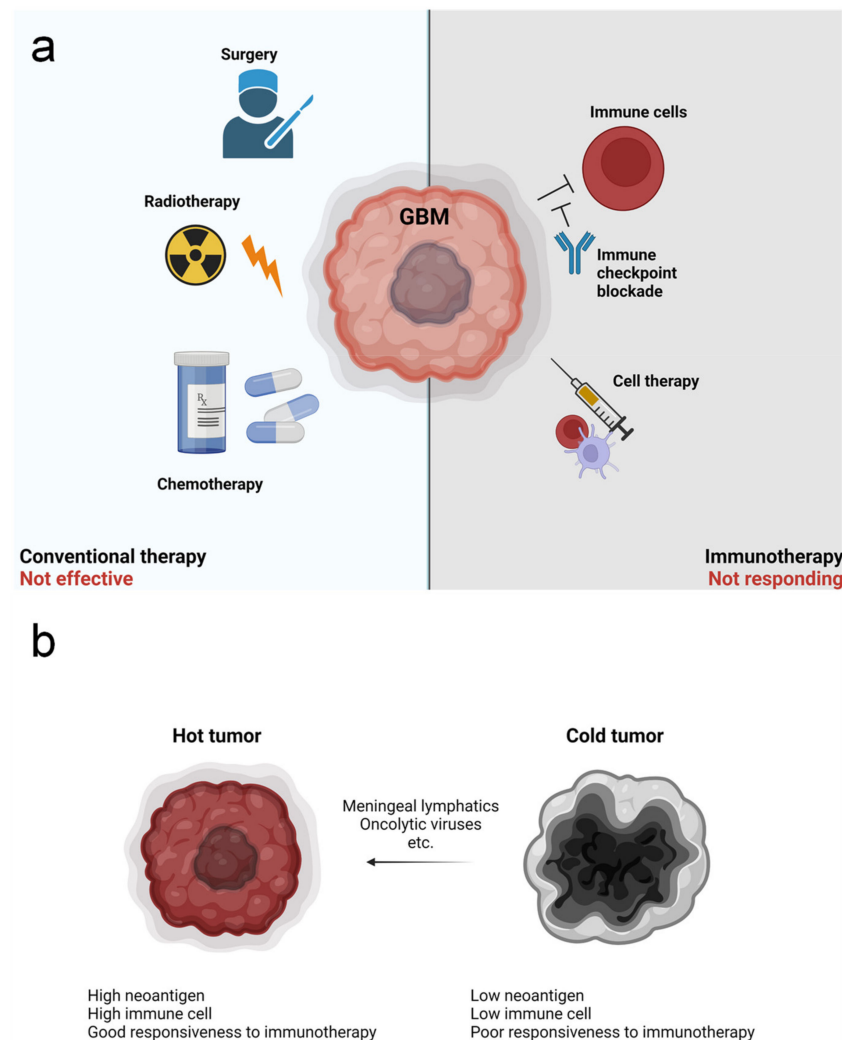 a
Surgery
Immune cells
Radiotherapy
GBM
Immune
checkpoint
blockade
Cell therapy
Rx
Chemotherapy
Conventional therapy
Not effective
Immunotherapy
Not responding
b
Hot tumor
Cold tumor
Meningeal lymphatics
Oncolytic viruses
etc.
High neoantigen
High immune cell
Good responsiveness to immunotherapy
Low neoantigen
Low immune cell
Poor responsiveness to immunotherapy